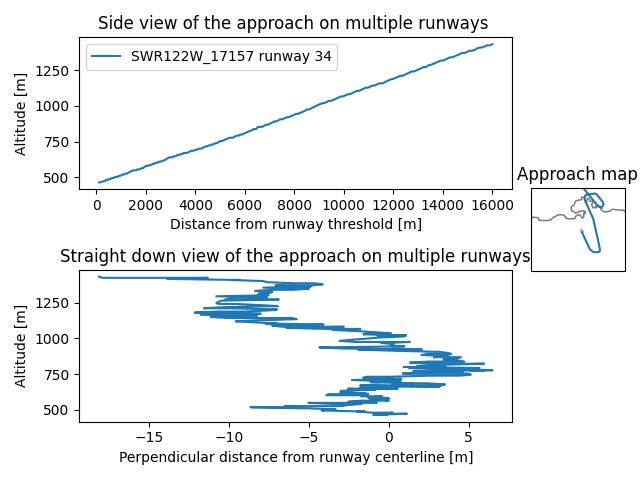 Side view of the approach on multiple runways
SWR122W_17157 runway 34
Altitude [m]
1250
1000
750
500
0 2000 4000 6000 8000 10000 12000 14000 16000
Distance from runway threshold [m]
Approach map
Straight down view of the approach on multiple runways
Altitude [m]
1250
1000
750
500
−15 −10 −5 0 5
Perpendicular distance from runway centerline [m]